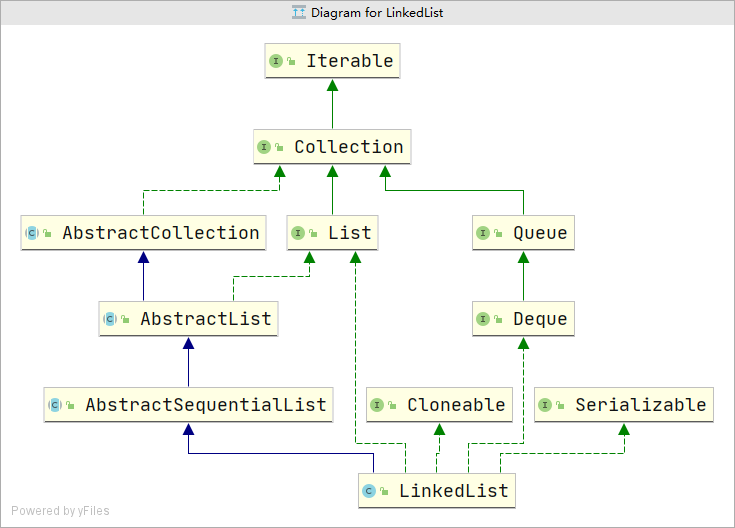 Diagram for LinkedList
I Iterable
I Collection
C AbstractCollection
I List
I Queue
C AbstractList
I Deque
C AbstractSequentialList
I Cloneable
I Serializable
C LinkedList
Powered by yFiles